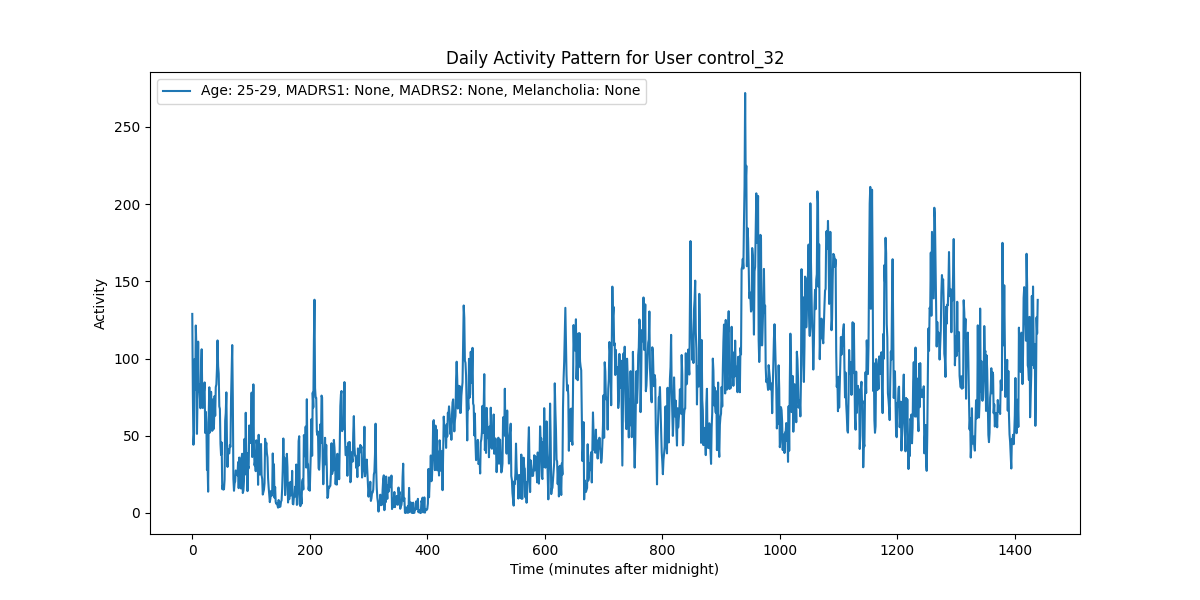 Daily Activity Pattern for User control_32
Age: 25-29, MADRS1: None, MADRS2: None, Melancholia: None
Activity
250
200
150
100
50
0
0 200 400 600 800 1000 1200 1400
Time (minutes after midnight)